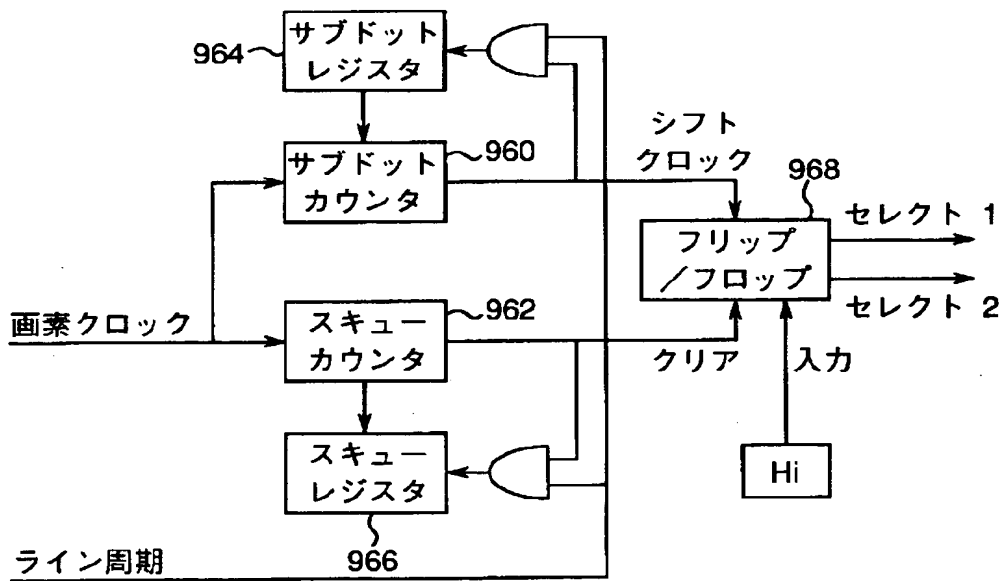 964
サブドット
レジスタ
サブドット
カウンタ
960
シフト
クロック
968
フリップ
／フロップ
セレクト 1
セレクト 2
画素クロック
スキュー
カウンタ
962
クリア
入力
スキュー
レジスタ
966
Hi
ライン周期